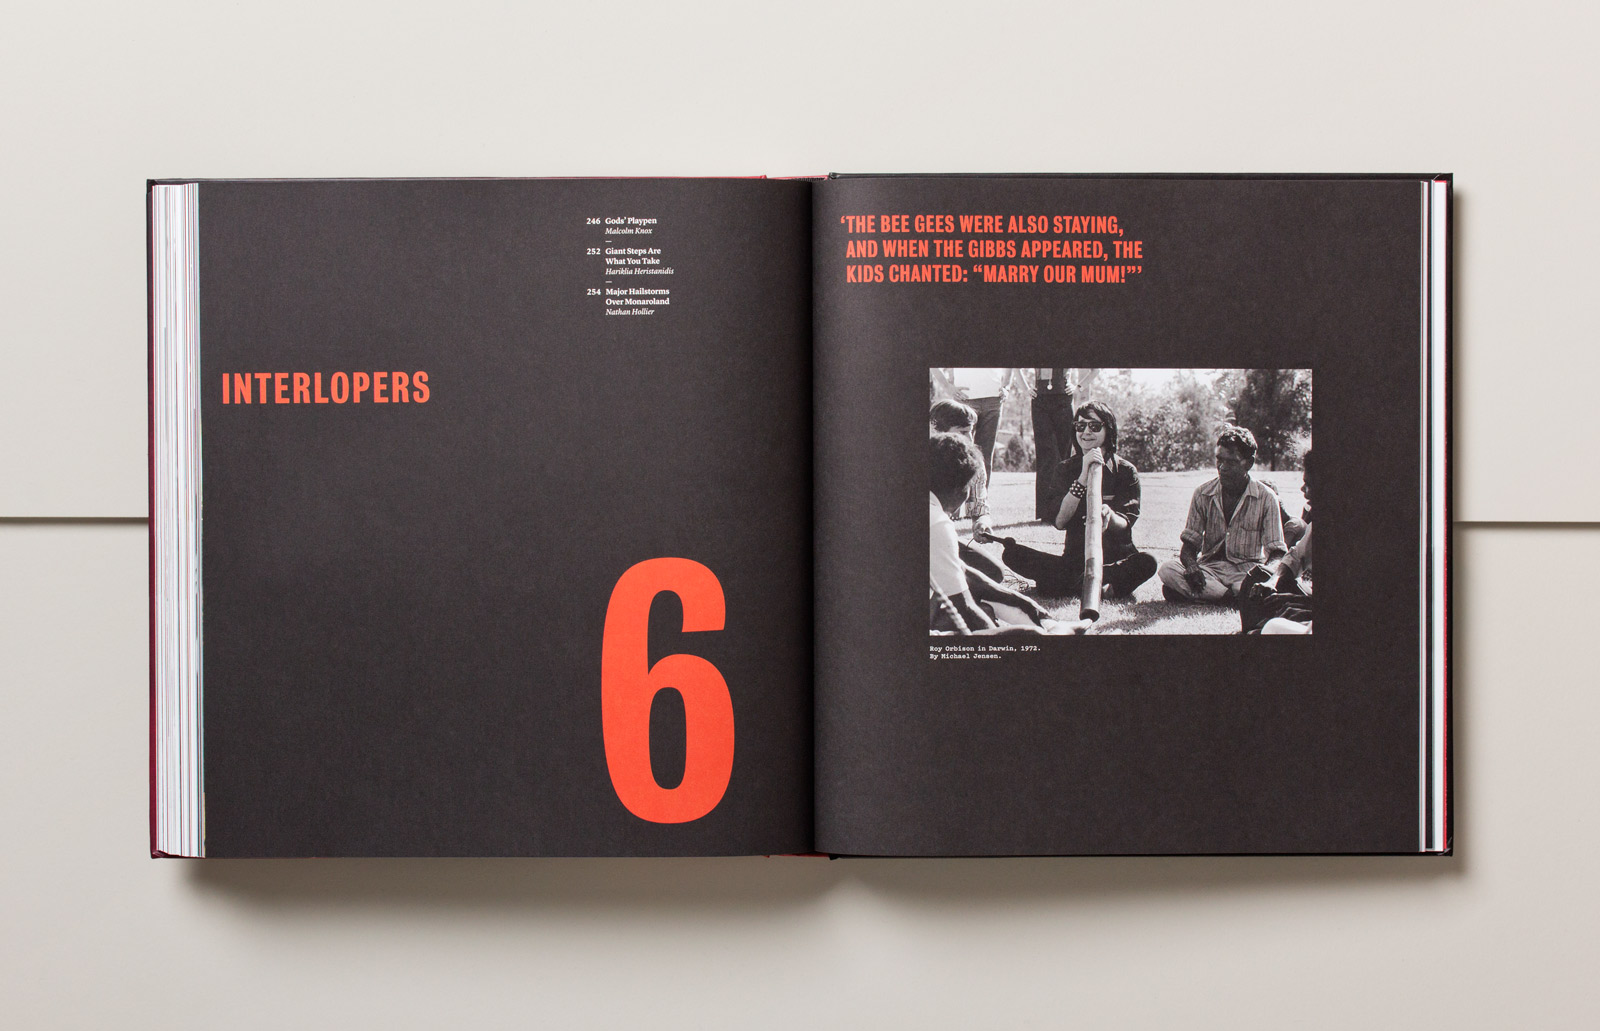 246 Gods’ Playpen
Malcolm Knox
—
252 Giant Steps Are
What You Take
Hariklia Heristanidis
—
254 Major Hailstorms
Over Monaroland
Nathan Hollier
INTERLOPERS
6
‘THE BEE GEES WERE ALSO STAYING,
AND WHEN THE GIBBS APPEARED, THE
KIDS CHANTED: “MARRY OUR MUM!”’
Roy Orbison in Darwin, 1972.
By Michael Jensen.